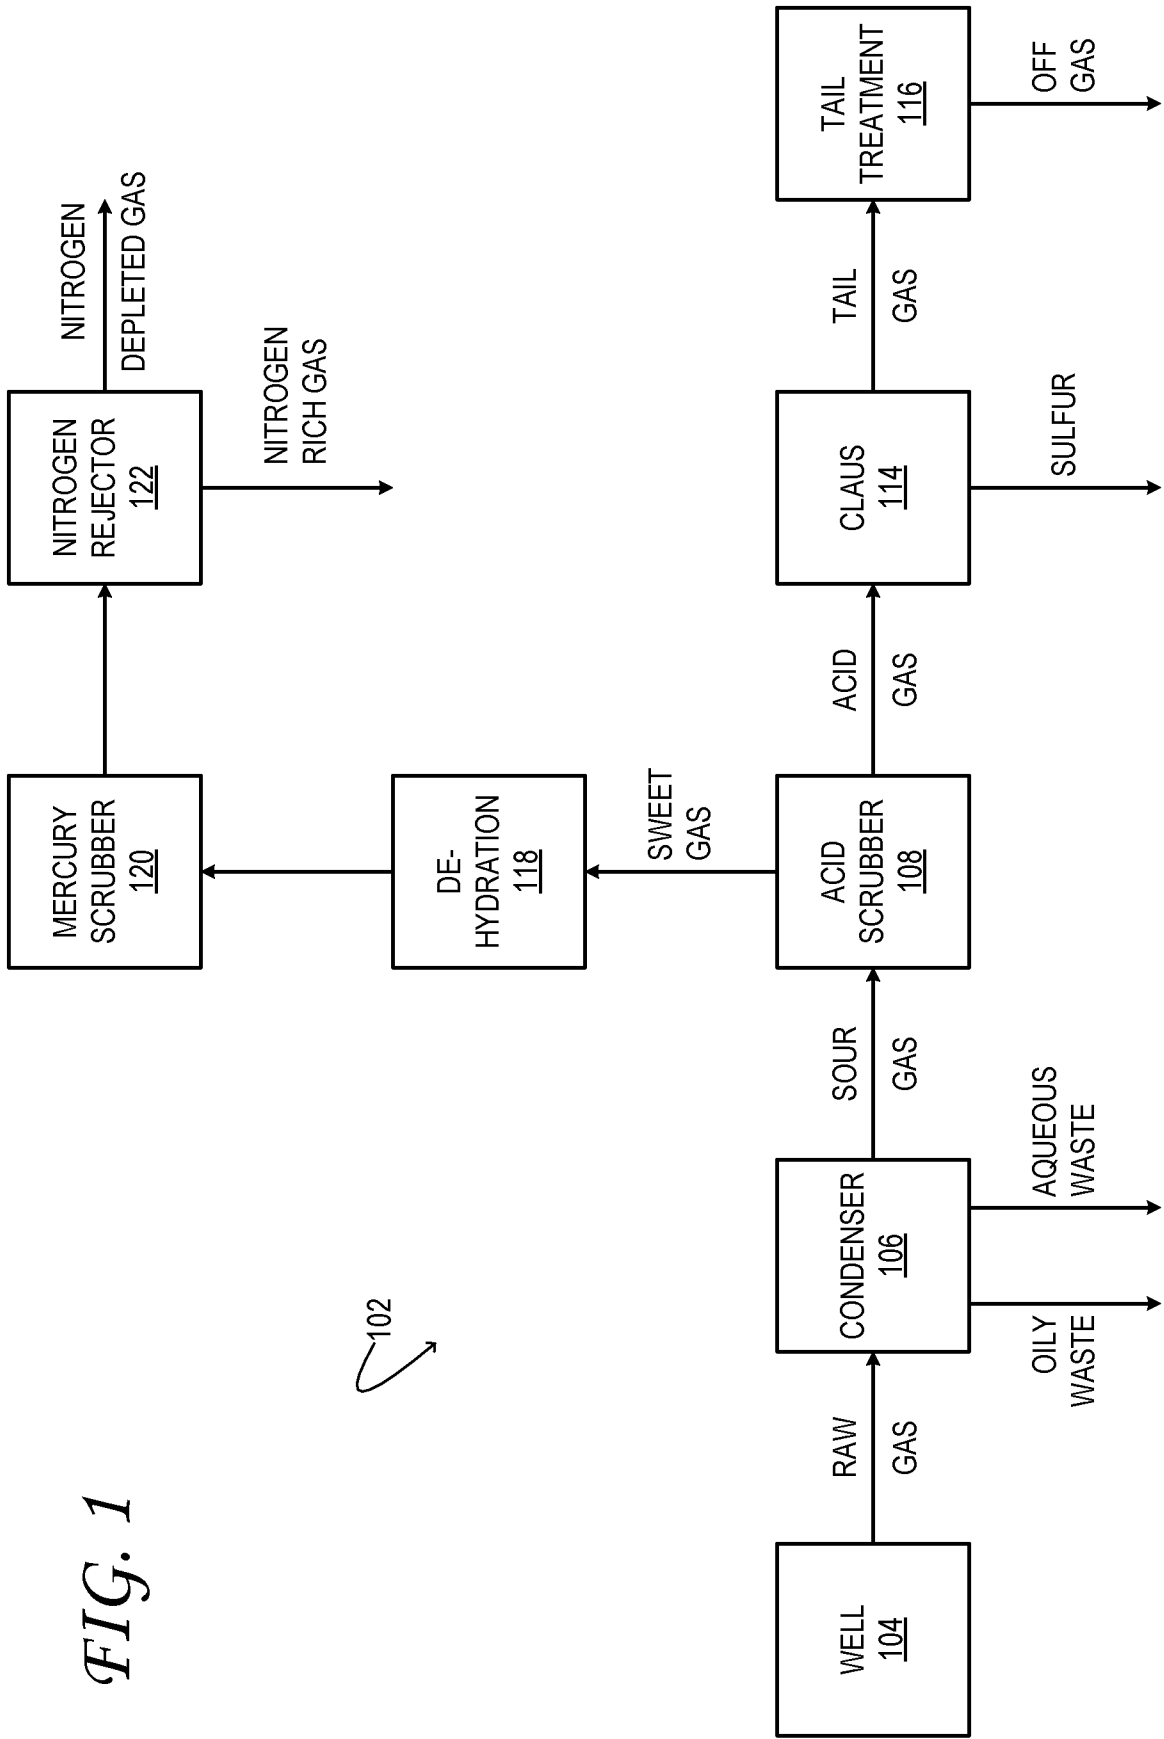 FIG. 1
102
WELL
104
RAW
GAS
CONDENSER
106
OILY
WASTE
AQUEOUS
WASTE
SOUR
GAS
ACID
SCRUBBER
108
SWEET
GAS
DE-
HYDRATION
118
MERCURY
SCRUBBER
120
NITROGEN
REJECTOR
122
NITROGEN
DEPLETED GAS
NITROGEN
RICH GAS
ACID
GAS
CLAUS
114
SULFUR
TAIL
GAS
TAIL
TREATMENT
116
OFF
GAS